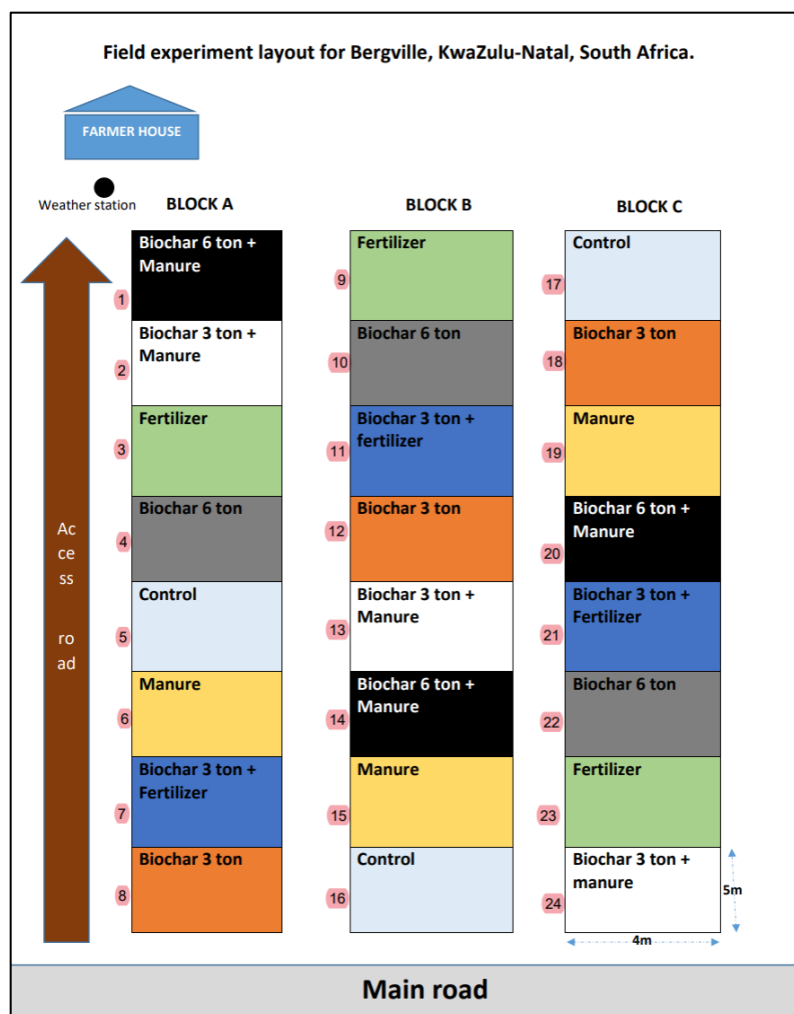 Field experiment layout for Bergville, KwaZulu-Natal, South Africa.
FARMER HOUSE
Weather station
BLOCK A
BLOCK B
BLOCK C
Ac
ce
ss
ro
ad
1
Biochar 6 ton +
Manure
2
Biochar 3 ton +
Manure
3
Fertilizer
4
Biochar 6 ton
5
Control
6
Manure
7
Biochar 3 ton +
Fertilizer
8
Biochar 3 ton
9
Fertilizer
10
Biochar 6 ton
11
Biochar 3 ton +
fertilizer
12
Biochar 3 ton
13
Biochar 3 ton +
Manure
14
Biochar 6 ton +
Manure
15
Manure
16
Control
17
Control
18
Biochar 3 ton
19
Manure
20
Biochar 6 ton +
Manure
21
Biochar 3 ton +
Fertilizer
22
Biochar 6 ton
23
Fertilizer
24
Biochar 3 ton +
manure
5m
4m
Main road